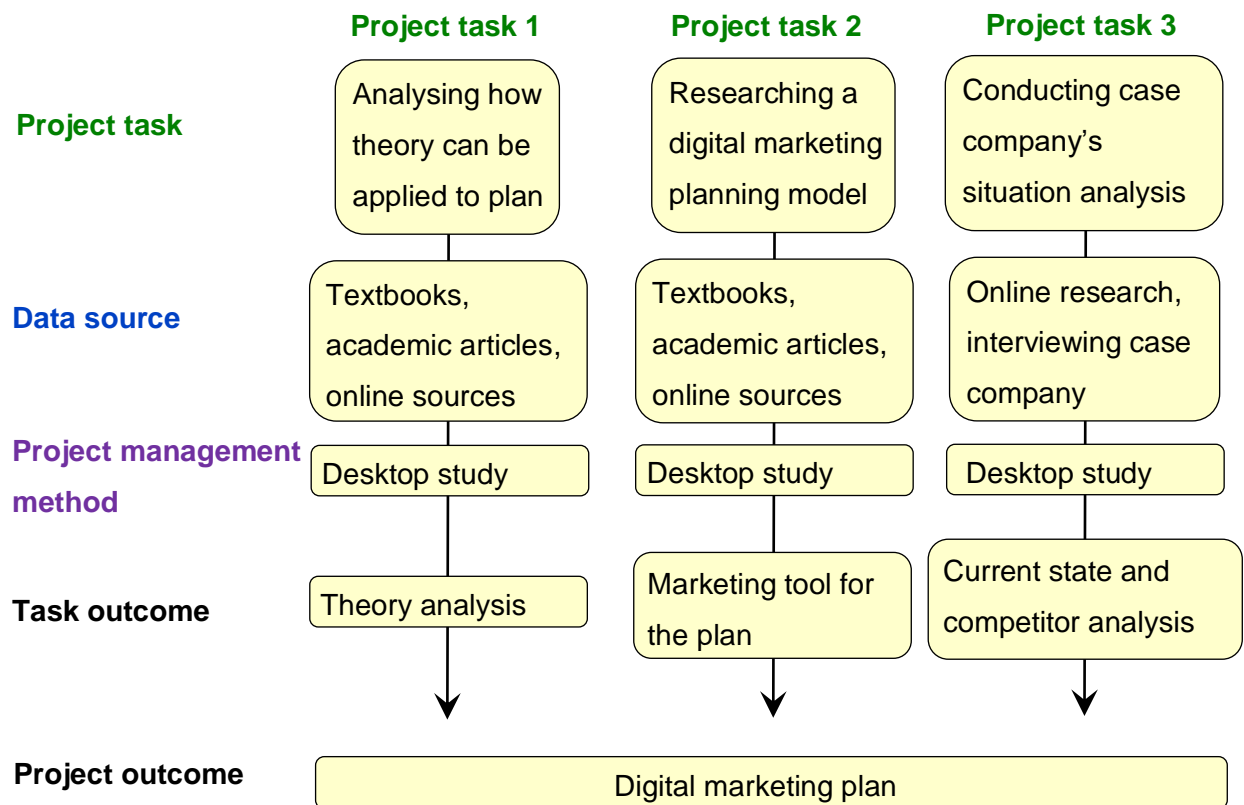 Project task 1
Project task 2
Project task 3
Project task
Analysing how
theory can be
applied to plan
Researching a
digital marketing
planning model
Conducting case
company’s
situation analysis
Data source
Textbooks,
academic articles,
online sources
Textbooks,
academic articles,
online sources
Online research,
interviewing case
company
Project management
method
Desktop study
Desktop study
Desktop study
Task outcome
Theory analysis
Marketing tool for
the plan
Current state and
competitor analysis
Project outcome
Digital marketing plan